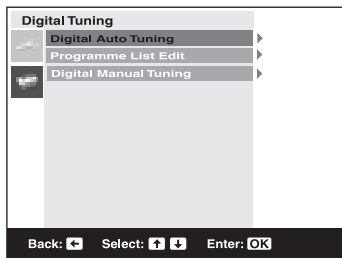 Digital Tuning
Digital Auto Tuning
Programme List Edit
Digital Manual Tuning
Back: ← Select: ↑ ↓ Enter: OK